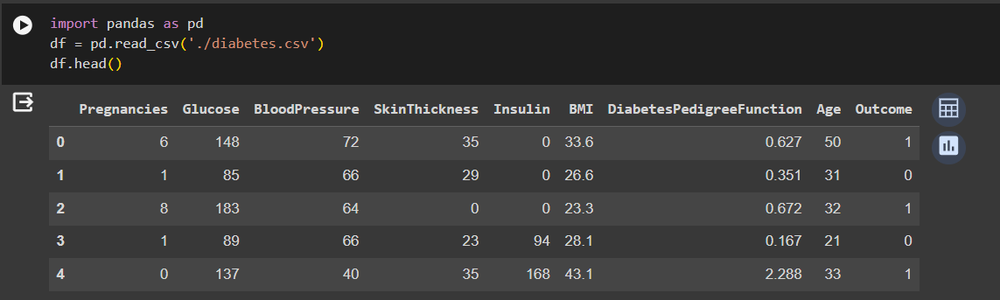 import pandas as pd
df = pd.read_csv('./diabetes.csv')
df.head()
Pregnancies Glucose BloodPressure SkinThickness Insulin BMI DiabetesPedigreeFunction Age Outcome
0 6 148 72 35 0 33.6 0.627 50 1
1 1 85 66 29 0 26.6 0.351 31 0
2 8 183 64 0 0 23.3 0.672 32 1
3 1 89 66 23 94 28.1 0.167 21 0
4 0 137 40 35 168 43.1 2.288 33 1